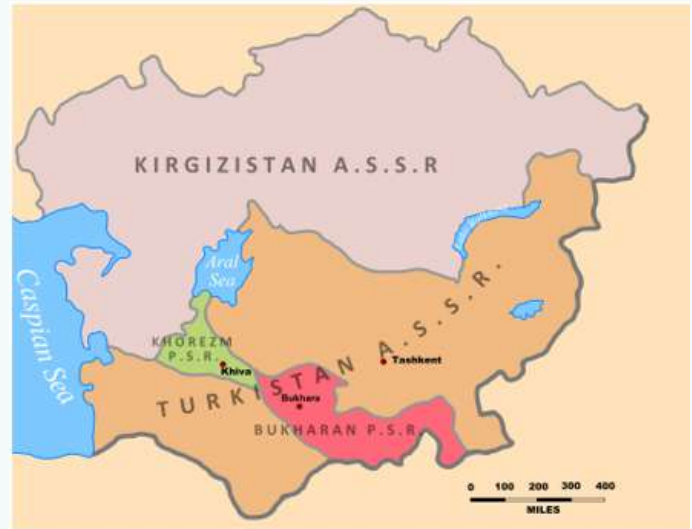 KIRGIZISTAN A.S.S.R
Aral
Sea
Caspian Sea
KHOREZM
P.S.R.
Khiva
TURKISTAN A.S.S.R.
Tashkent
Bukhara
BUKHARAN P.S.R.
0 100 200 300 400
MILES